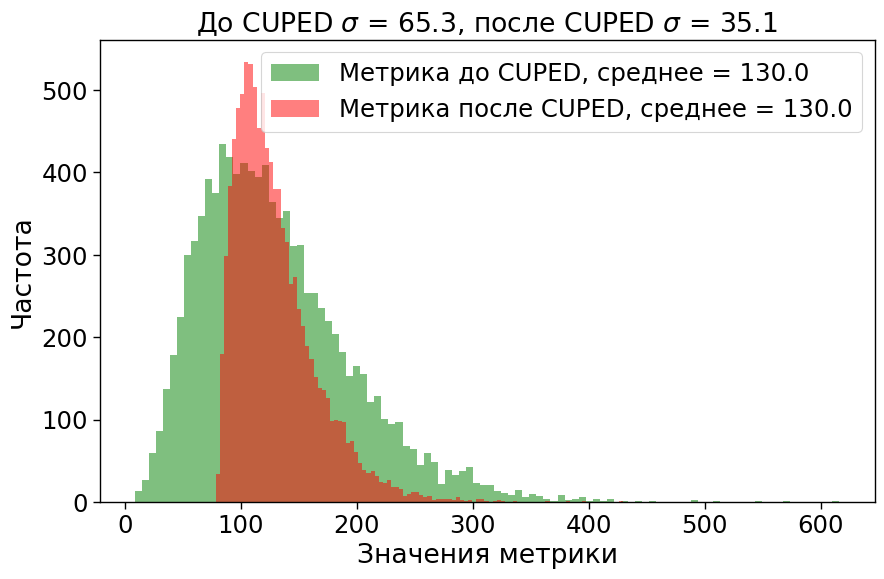 До CUPED σ = 65.3, после CUPED σ = 35.1
Метрика до CUPED, среднее = 130.0
Метрика после CUPED, среднее = 130.0
Частота
500
400
300
200
100
0
0 100 200 300 400 500 600
Значения метрики